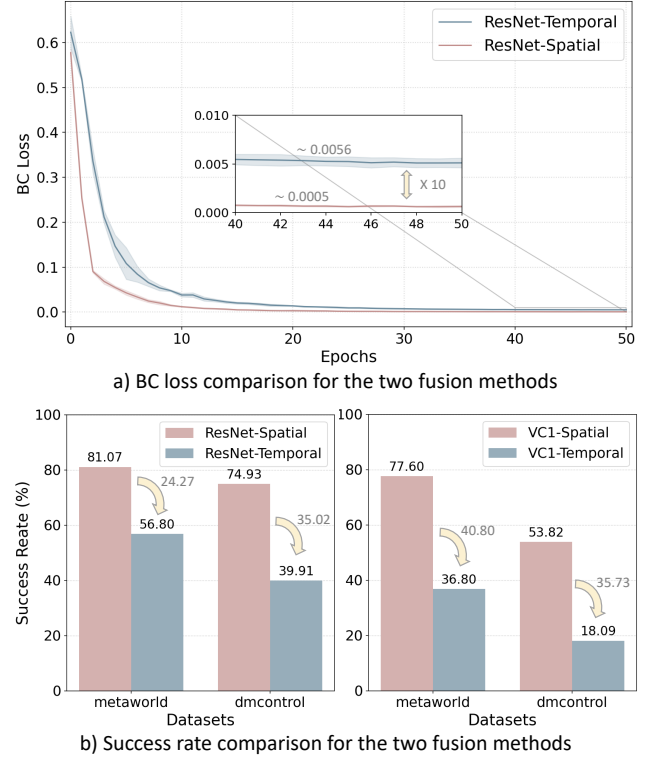 ResNet-Temporal
ResNet-Spatial
0.6
0.5
0.4
0.3
0.2
0.1
0.0
BC Loss
0.010
0.005
0.000
~ 0.0056
~ 0.0005
X 10
40 42 44 46 48 50
0 10 20 30 40 50
Epochs
a) BC loss comparison for the two fusion methods
100
80
60
40
20
0
Success Reate (%)
ResNet-Spatial
ResNet-Temporal
81.07
24.27
56.80
74.93
35.02
39.91
metaworld dmcontrol
Datasets
100
80
60
40
20
0
VC1-Spatial
VC1-Temporal
77.60
40.80
36.80
53.82
35.73
18.09
metaworld dmcontrol
Datasets
b) Success rate comparison for the two fusion methods